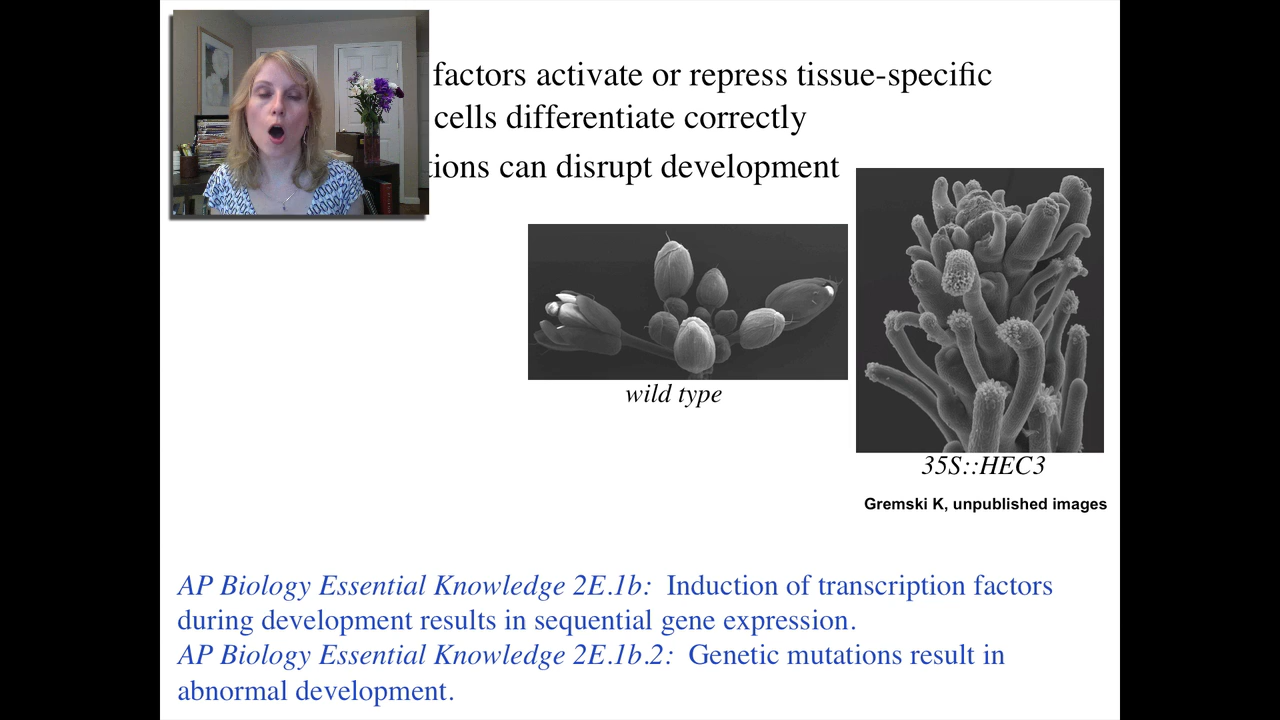 factors activate or repress tissue-specific
cells differentiate correctly
tions can disrupt development
wild type
35S::HEC3
Gremski K, unpublished images
AP Biology Essential Knowledge 2E.1b: Induction of transcription factors
during development results in sequential gene expression.
AP Biology Essential Knowledge 2E.1b.2: Genetic mutations result in
abnormal development.